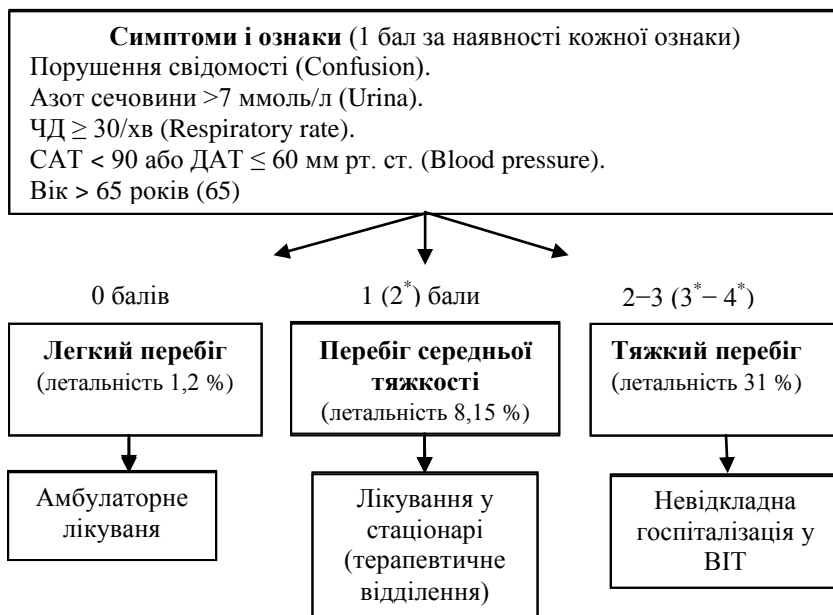 Симптоми і ознаки (1 бал за наявності кожної ознаки)
Порушення свідомості (Confusion).
Азот сечовини >7 ммоль/л (Urina).
ЧД ≥ 30/хв (Respiratory rate).
САТ < 90 або ДАТ ≤ 60 мм рт. ст. (Blood pressure).
Вік > 65 років (65)
0 балів
1 (2*) бали
2−3 (3*− 4*)
Легкий перебіг
(летальність 1,2 %)
Перебіг середньої
тяжкості
(летальність 8,15 %)
Тяжкий перебіг
(летальність 31 %)
Амбулаторне
лікуваня
Лікування у
стаціонарі
(терапевтичне
відділення)
Невідкладна
госпіталізація у
ВІТ